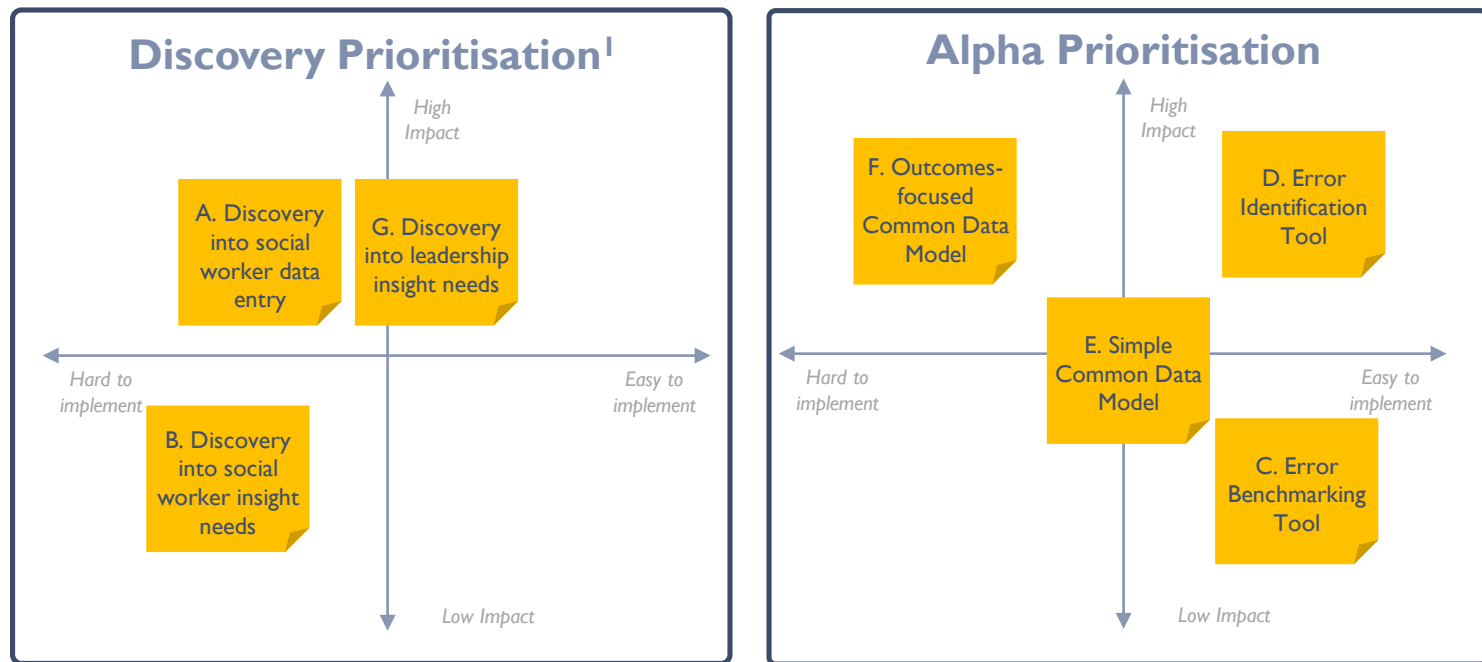 Discovery Prioritisation¹
High
Impact
A. Discovery
into social
worker data
entry
G. Discovery
into leadership
insight needs
Hard to
implement
Easy to
implement
B. Discovery
into social
worker insight
needs
Low Impact
Alpha Prioritisation
High
Impact
F. Outcomes-
focused
Common Data
Model
D. Error
Identification
Tool
E. Simple
Common Data
Model
Hard to
implement
Easy to
implement
C. Error
Benchmarking
Tool
Low Impact